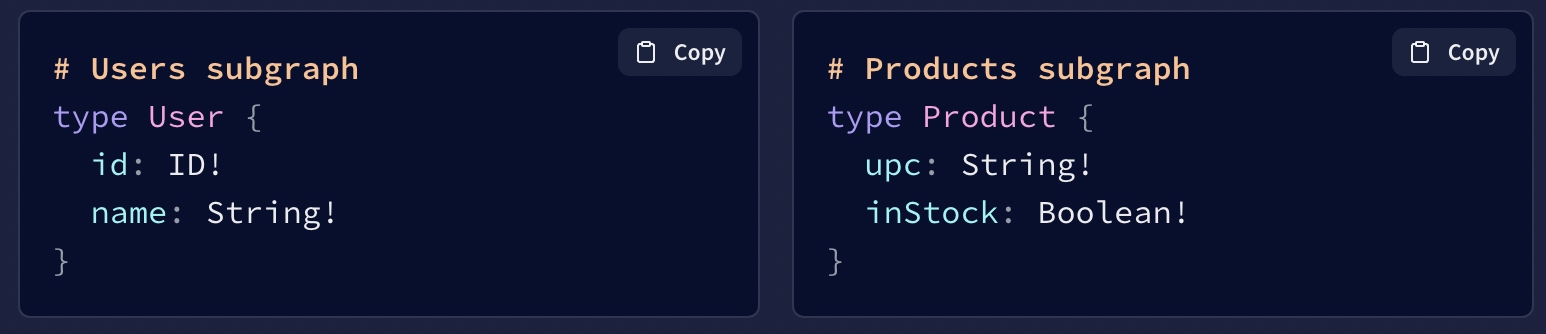 Copy
# Users subgraph
type User {
  id: ID!
  name: String!
}
Copy
# Products subgraph
type Product {
  upc: String!
  inStock: Boolean!
}